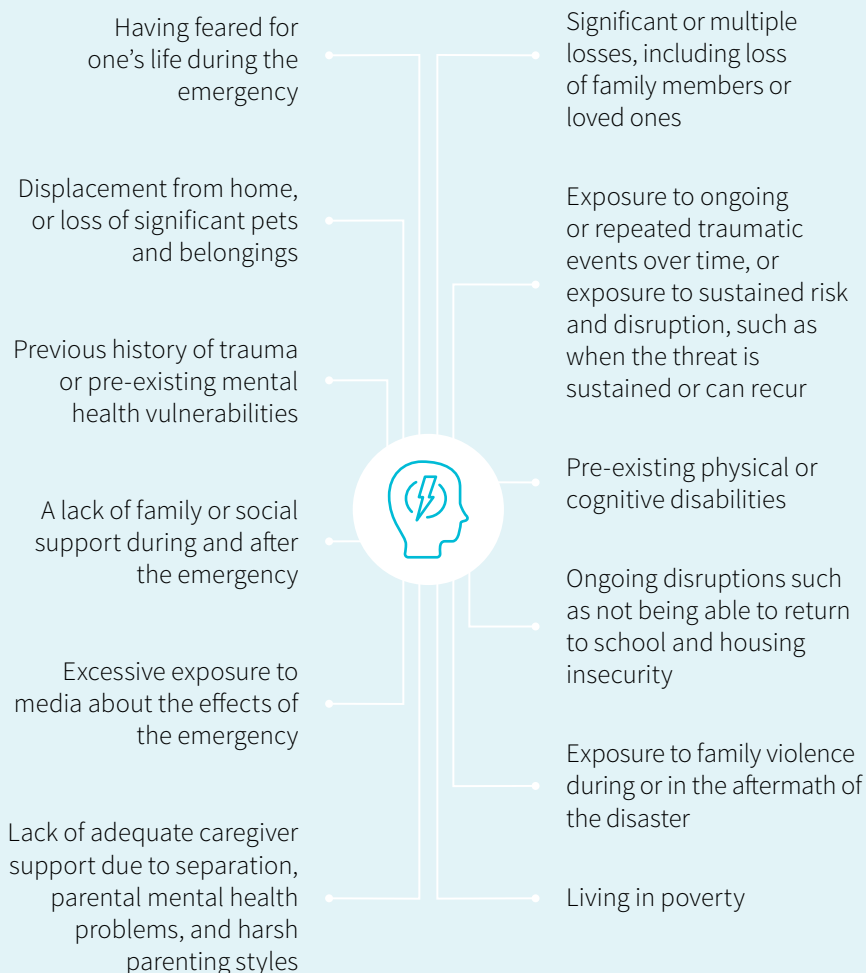 Having feared for
one’s life during the
emergency
Displacement from home,
or loss of significant pets
and belongings
Previous history of trauma
or pre-existing mental
health vulnerabilities
A lack of family or social
support during and after
the emergency
Excessive exposure to
media about the effects of
the emergency
Lack of adequate caregiver
support due to separation,
parental mental health
problems, and harsh
parenting styles
Significant or multiple
losses, including loss
of family members or
loved ones
Exposure to ongoing
or repeated traumatic
events over time, or
exposure to sustained risk
and disruption, such as
when the threat is
sustained or can recur
Pre-existing physical or
cognitive disabilities
Ongoing disruptions such
as not being able to return
to school and housing
insecurity
Exposure to family violence
during or in the aftermath of
the disaster
Living in poverty